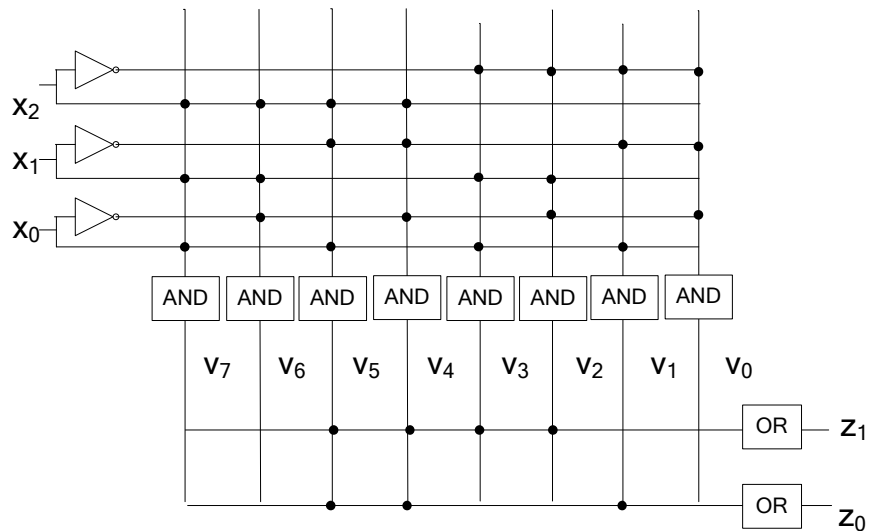 x₂
x₁
x₀
AND AND AND AND AND AND AND AND
v₇ v₆ v₅ v₄ v₃ v₂ v₁ v₀
OR z₁
OR z₀